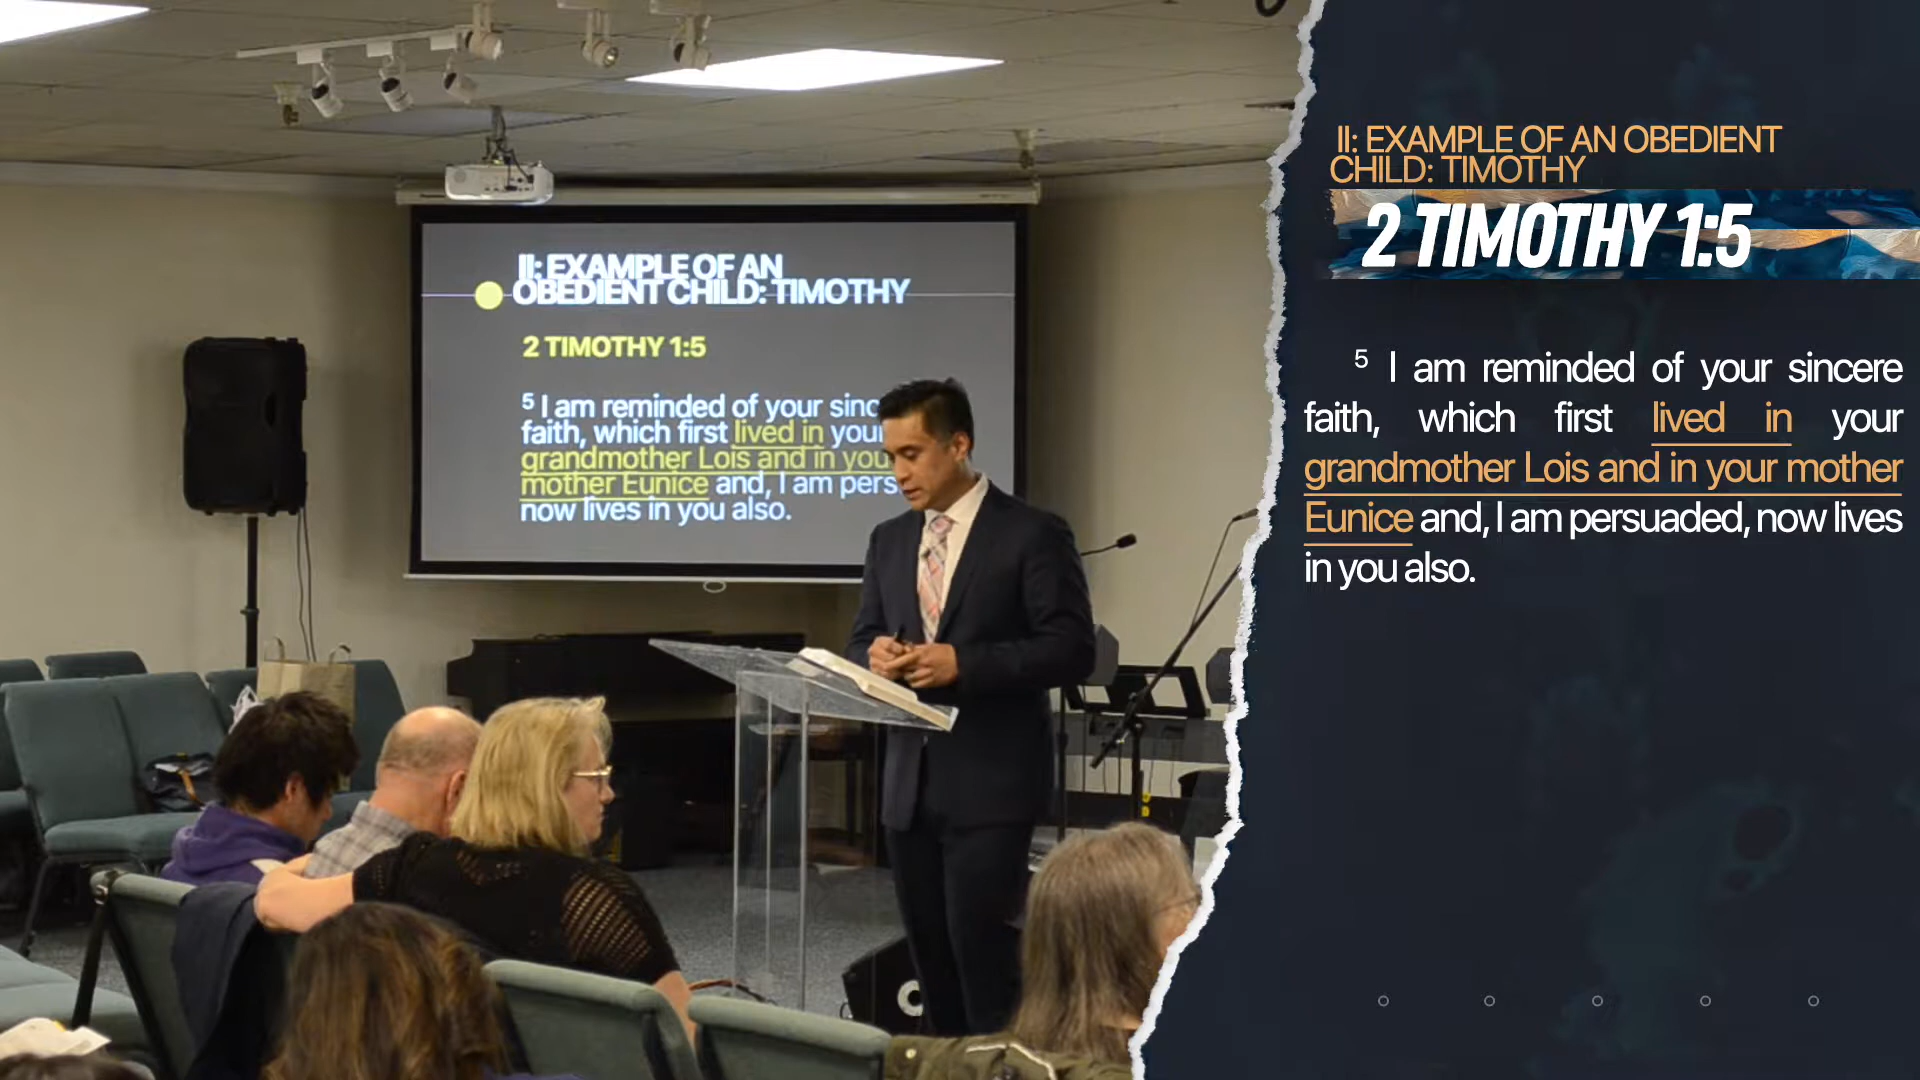 II: EXAMPLE OF AN
OBEDIENT CHILD: TIMOTHY
2 TIMOTHY 1:5
5 I am reminded of your
faith, which first lived in your
grandmother Lois and in
mother Eunice and, I am
now lives in you also.
II: EXAMPLE OF AN OBEDIENT
CHILD: TIMOTHY
2 TIMOTHY 1:5
5 I am reminded of your sincere
faith, which first lived in your
grandmother Lois and in your mother
Eunice and, I am persuaded, now lives
in you also.